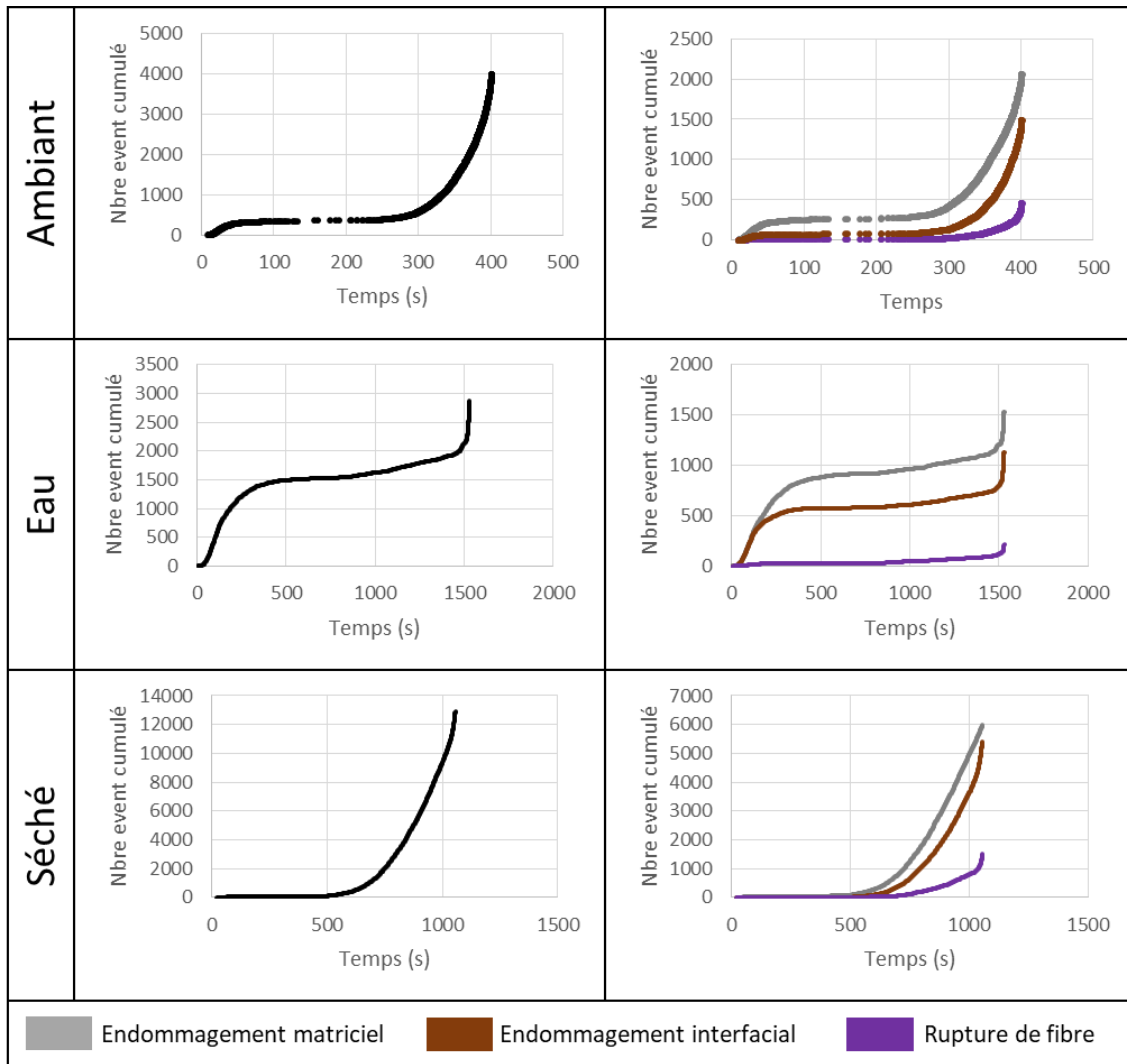 Ambiant
Nbre event cumulé
5000
4000
3000
2000
1000
0
0 100 200 300 400 500
Temps (s)
Nbre event cumulé
2500
2000
1500
1000
500
0
0 100 200 300 400 500
Temps
Eau
Nbre event cumulé
3500
3000
2500
2000
1500
1000
500
0
0 500 1000 1500 2000
Temps (s)
Nbre event cumulé
2000
1500
1000
500
0
0 500 1000 1500 2000
Temps (s)
Séché
Nbre event cumulé
14000
12000
10000
8000
6000
4000
2000
0
0 500 1000 1500
Temps (s)
Nbre event cumulé
7000
6000
5000
4000
3000
2000
1000
0
0 500 1000 1500
Temps (s)
Endommagement matriciel Endommagement interfacial Rupture de fibre